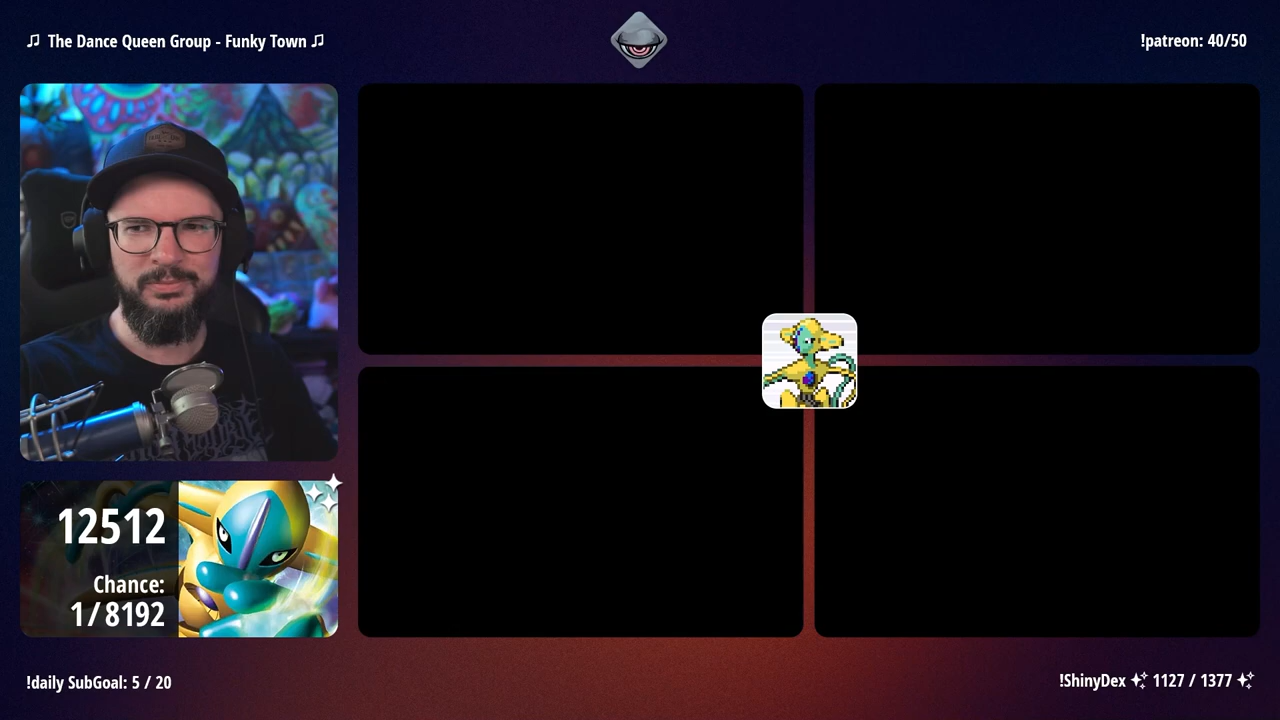 ♫ The Dance Queen Group - Funky Town ♫
!patreon: 40/50
12512
Chance:
1/8192
!daily SubGoal: 5 / 20
!ShinyDex ✨ 1127 / 1377 ✨